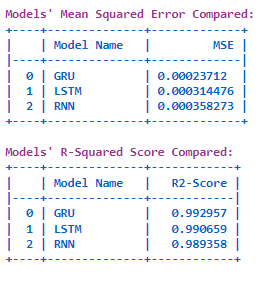 Models' Mean Squared Error Compared:
+----+--------------+-------------+
|    | Model Name   |         MSE |
|----+--------------+-------------|
|  0 | GRU          | 0.00023712  |
|  1 | LSTM         | 0.000314476 |
|  2 | RNN          | 0.000358273 |
+----+--------------+-------------+
Models' R-Squared Score Compared:
+----+--------------+------------+
|    | Model Name   |   R2-Score |
|----+--------------+------------|
|  0 | GRU          |   0.992957 |
|  1 | LSTM         |   0.990659 |
|  2 | RNN          |   0.989358 |
+----+--------------+------------+